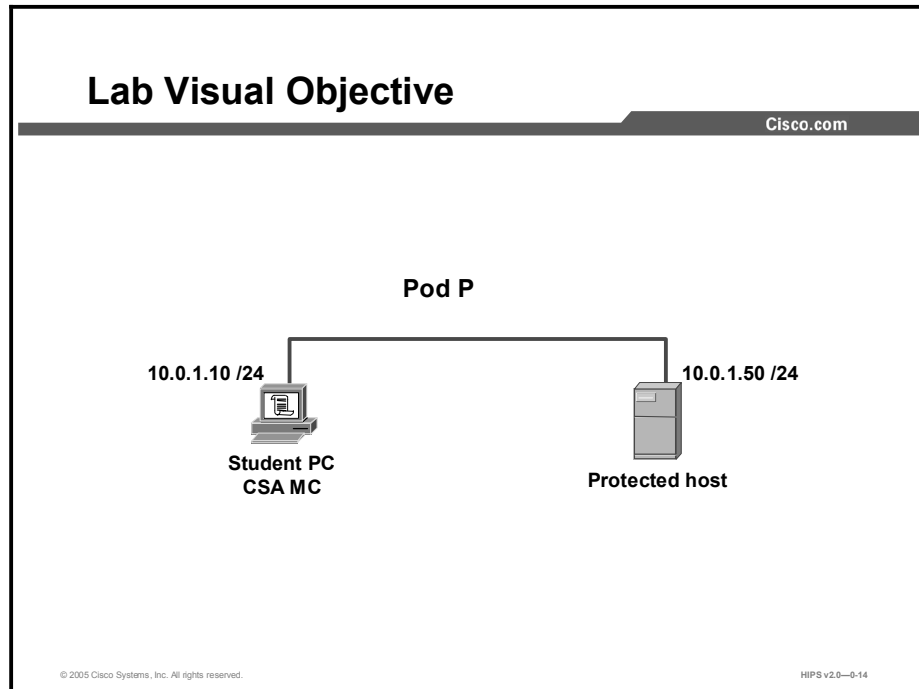 Lab Visual Objective
Cisco.com
Pod P
10.0.1.10 /24
10.0.1.50 /24
Student PC
CSA MC
Protected host
© 2005 Cisco Systems, Inc. All rights reserved.
HIPS v2.0—0-14